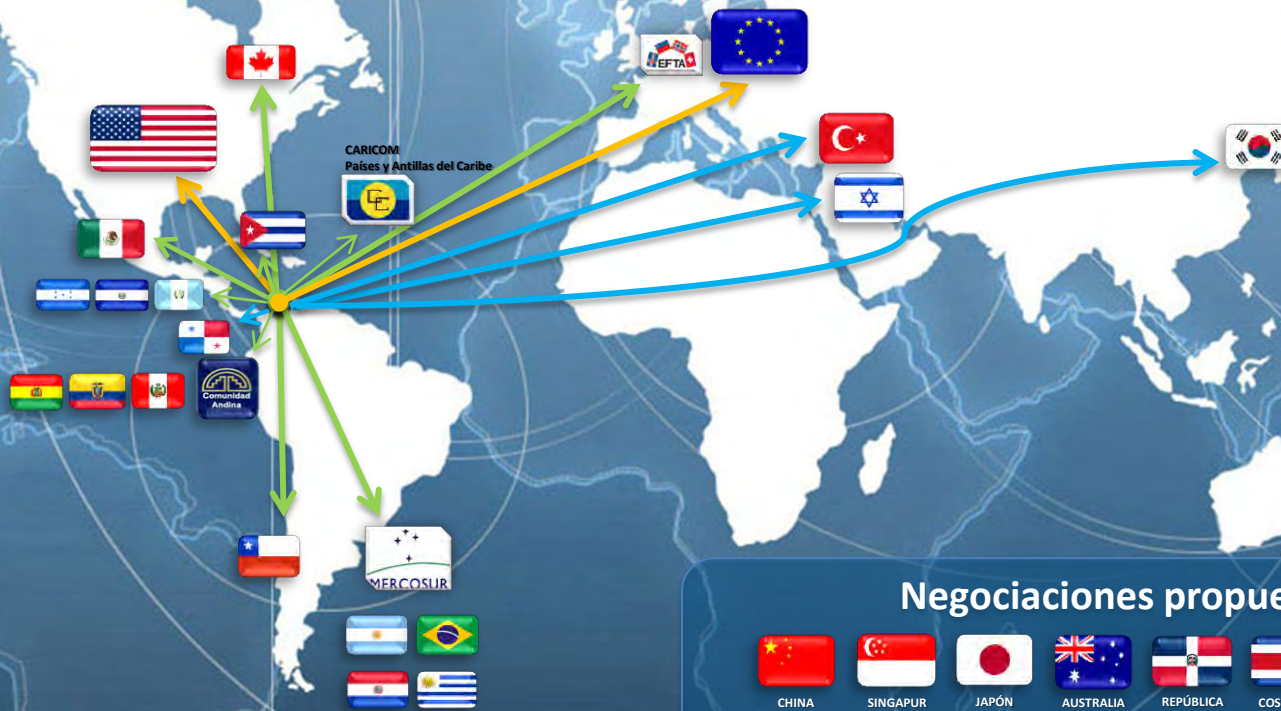 EFTA
CARICOM
Países y Antillas del Caribe
Comunidad
Andina
MERCOSUR
Negociaciones propue
CHINA
SINGAPUR
JAPÓN
AUSTRALIA
REPÚBLICA
COS